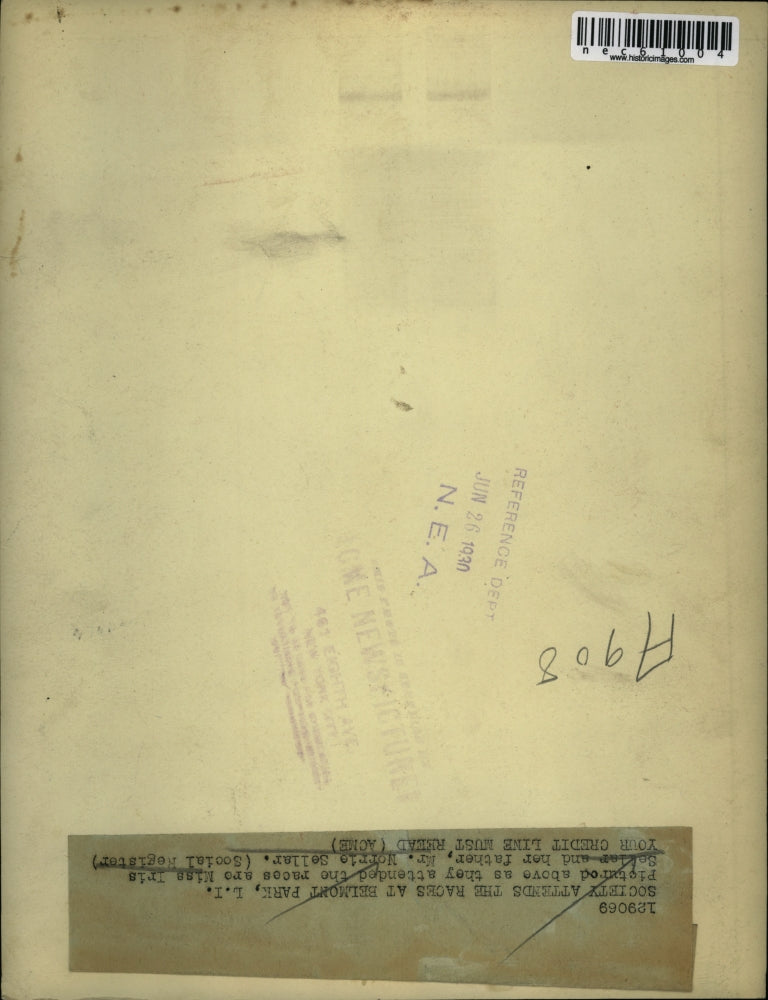 nec61004
www.historicimages.com
REFERENCE DEPT
JUN 26 1930
N. E. A.
ACME NEWSPICTURES
461 EIGHTH AVE
NEW YORK CITY
A908
129069
SOCIETY ATTENDS THE RACES AT BELMONT PARK, L.I.
Pictured above as they attended the races are Miss Iris
Sellar and her father, Mr. Norrie Sellar. (Social Register)
YOUR CREDIT LINE MUST READ (ACME)